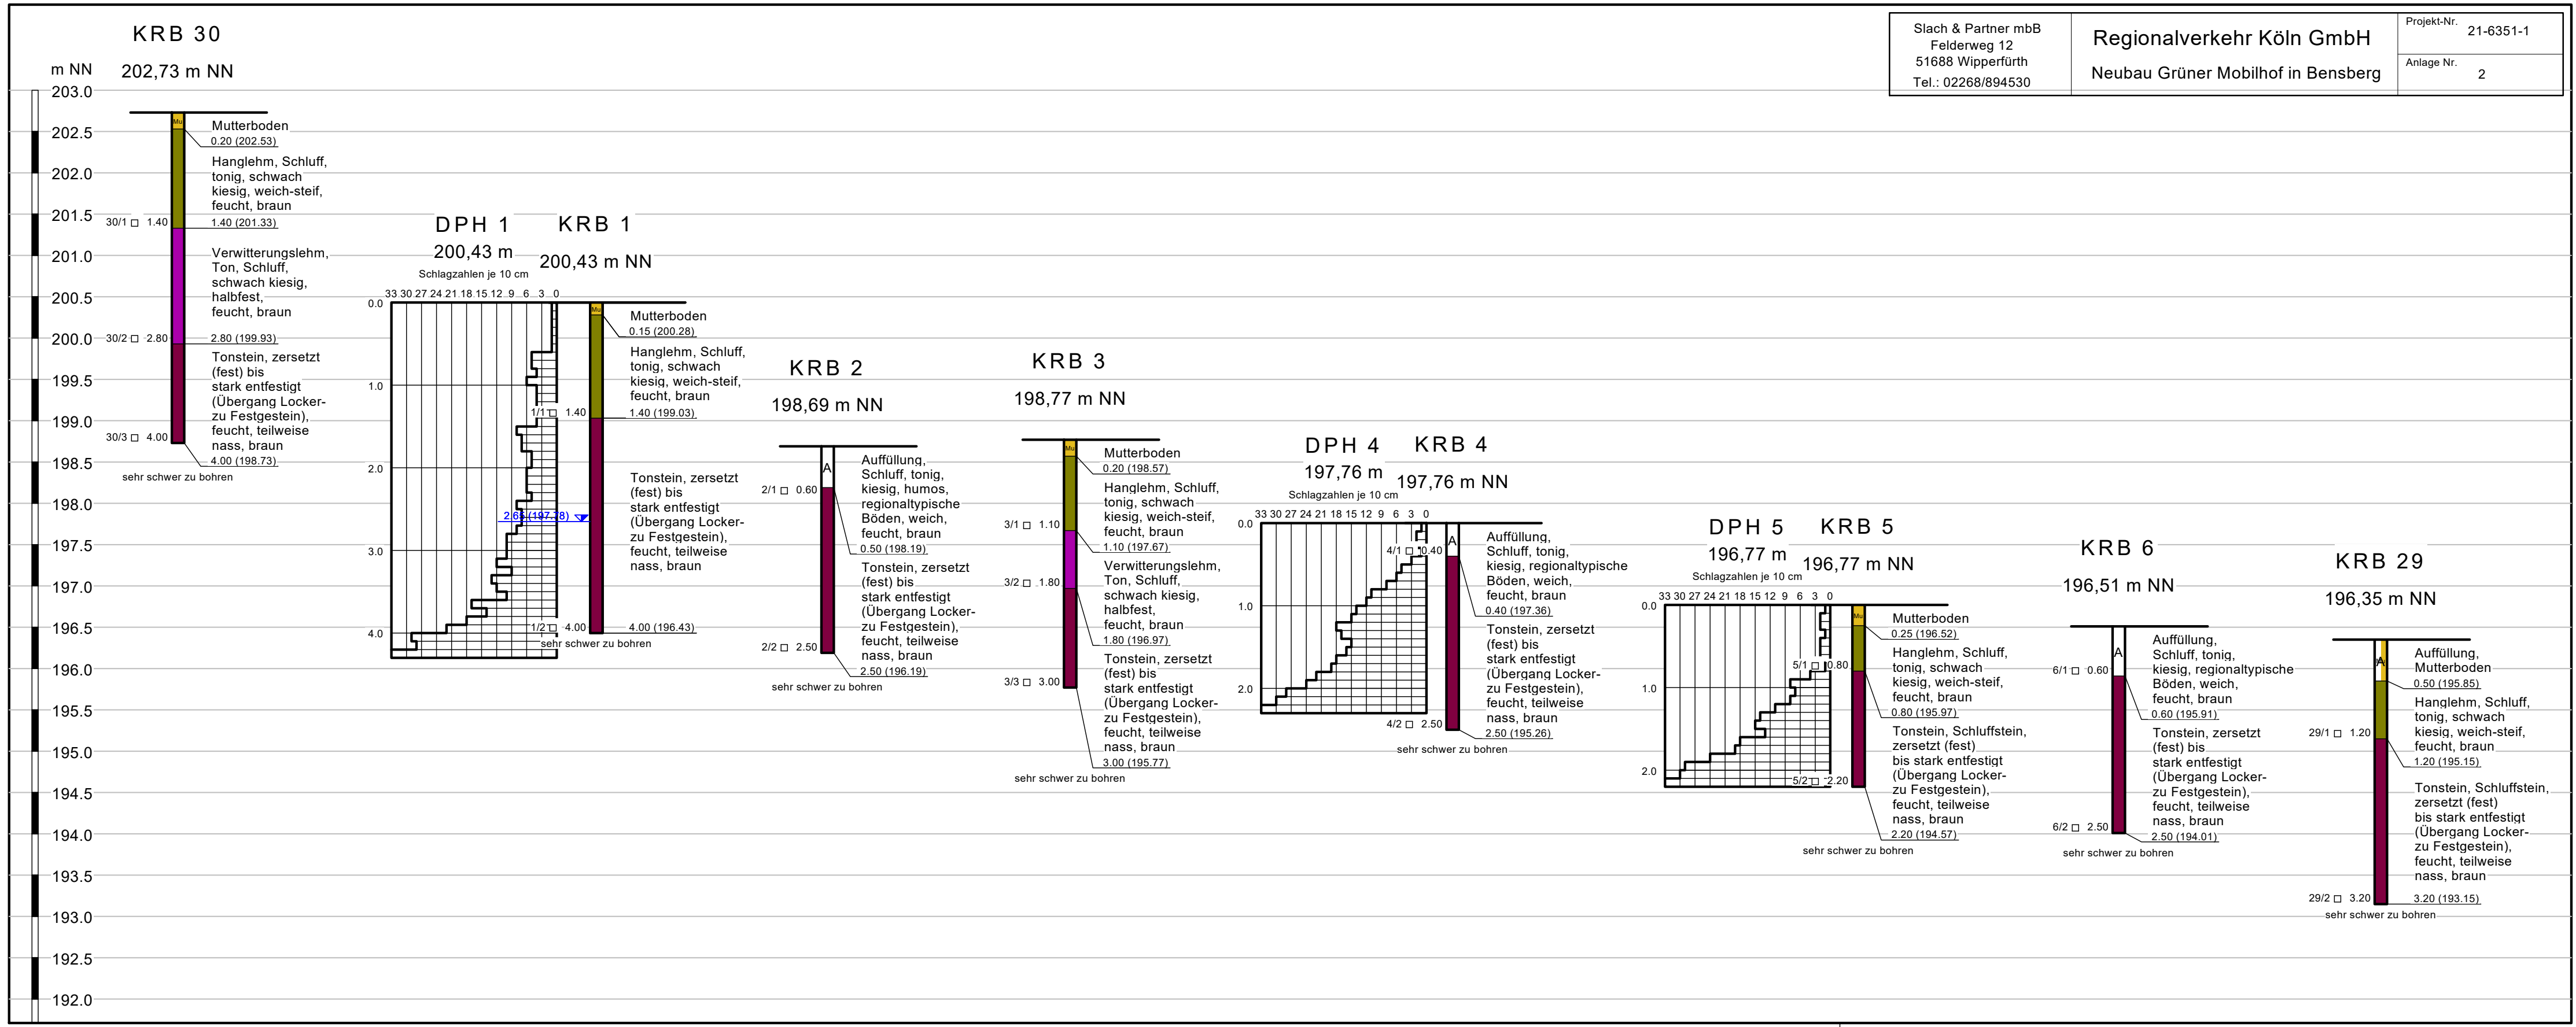 Slach & Partner mbB
Felderweg 12
51688 Wipperfürth
Tel.: 02268/894530
Regionalverkehr Köln GmbH
Neubau Grüner Mobilhof in Bensberg
Projekt-Nr.
21-6351-1
Anlage Nr.
2
m NN
203.0
202.5
202.0
201.5
201.0
200.5
200.0
199.5
199.0
198.5
198.0
197.5
197.0
196.5
196.0
195.5
195.0
194.5
194.0
193.5
193.0
192.5
192.0
KRB 30
202,73 m NN
Mu
Mutterboden
0.20 (202.53)
Hanglehm, Schluff,
tonig, schwach
kiesig, weich-steif,
feucht, braun
30/1 1.40
1.40 (201.33)
Verwitterungslehm,
Ton, Schluff,
schwach kiesig,
halbfest,
feucht, braun
30/2 2.80
2.80 (199.93)
Tonstein, zersetzt
(fest) bis
stark entfestigt
(Übergang Locker-
zu Festgestein),
feucht, teilweise
nass, braun
30/3 4.00
4.00 (198.73)
sehr schwer zu bohren
DPH 1
200,43 m
Schlagzahlen je 10 cm
33 30 27 24 21 18 15 12 9 6 3 0
0.0
1.0
2.0
3.0
4.0
KRB 1
200,43 m NN
Mu
Mutterboden
0.15 (200.28)
Hanglehm, Schluff,
tonig, schwach
kiesig, weich-steif,
feucht, braun
1/1 1.40
1.40 (199.03)
Tonstein, zersetzt
(fest) bis
stark entfestigt
(Übergang Locker-
zu Festgestein),
feucht, teilweise
nass, braun
2.65 (197.78)
1/2 4.00
4.00 (196.43)
sehr schwer zu bohren
KRB 2
198,69 m NN
A
Auffüllung,
Schluff, tonig,
kiesig, humos,
regionaltypische
Böden, weich,
feucht, braun
2/1 0.60
0.50 (198.19)
Tonstein, zersetzt
(fest) bis
stark entfestigt
(Übergang Locker-
zu Festgestein),
feucht, teilweise
nass, braun
2/2 2.50
2.50 (196.19)
sehr schwer zu bohren
KRB 3
198,77 m NN
Mu
Mutterboden
0.20 (198.57)
Hanglehm, Schluff,
tonig, schwach
kiesig, weich-steif,
feucht, braun
3/1 1.10
1.10 (197.67)
Verwitterungslehm,
Ton, Schluff,
schwach kiesig,
halbfest,
feucht, braun
3/2 1.80
1.80 (196.97)
Tonstein, zersetzt
(fest) bis
stark entfestigt
(Übergang Locker-
zu Festgestein),
feucht, teilweise
nass, braun
3/3 3.00
3.00 (195.77)
sehr schwer zu bohren
DPH 4
197,76 m
Schlagzahlen je 10 cm
33 30 27 24 21 18 15 12 9 6 3 0
0.0
1.0
2.0
KRB 4
197,76 m NN
A
Auffüllung,
Schluff, tonig,
kiesig, regionaltypische
Böden, weich,
feucht, braun
4/1 0.40
0.40 (197.36)
Tonstein, zersetzt
(fest) bis
stark entfestigt
(Übergang Locker-
zu Festgestein),
feucht, teilweise
nass, braun
4/2 2.50
2.50 (195.26)
sehr schwer zu bohren
DPH 5
196,77 m
Schlagzahlen je 10 cm
33 30 27 24 21 18 15 12 9 6 3 0
0.0
1.0
2.0
KRB 5
196,77 m NN
Mu
Mutterboden
0.25 (196.52)
Hanglehm, Schluff,
tonig, schwach
kiesig, weich-steif,
feucht, braun
5/1 0.80
0.80 (195.97)
Tonstein, Schluffstein,
zersetzt (fest)
bis stark entfestigt
(Übergang Locker-
zu Festgestein),
feucht, teilweise
nass, braun
5/2 2.20
2.20 (194.57)
sehr schwer zu bohren
KRB 6
196,51 m NN
A
Auffüllung,
Schluff, tonig,
kiesig, regionaltypische
Böden, weich,
feucht, braun
6/1 0.60
0.60 (195.91)
Tonstein, zersetzt
(fest) bis
stark entfestigt
(Übergang Locker-
zu Festgestein),
feucht, teilweise
nass, braun
6/2 2.50
2.50 (194.01)
sehr schwer zu bohren
KRB 29
196,35 m NN
A
Auffüllung,
Mutterboden
0.50 (195.85)
Hanglehm, Schluff,
tonig, schwach
kiesig, weich-steif,
feucht, braun
29/1 1.20
1.20 (195.15)
Tonstein, Schluffstein,
zersetzt (fest)
bis stark entfestigt
(Übergang Locker-
zu Festgestein),
feucht, teilweise
nass, braun
29/2 3.20
3.20 (193.15)
sehr schwer zu bohren